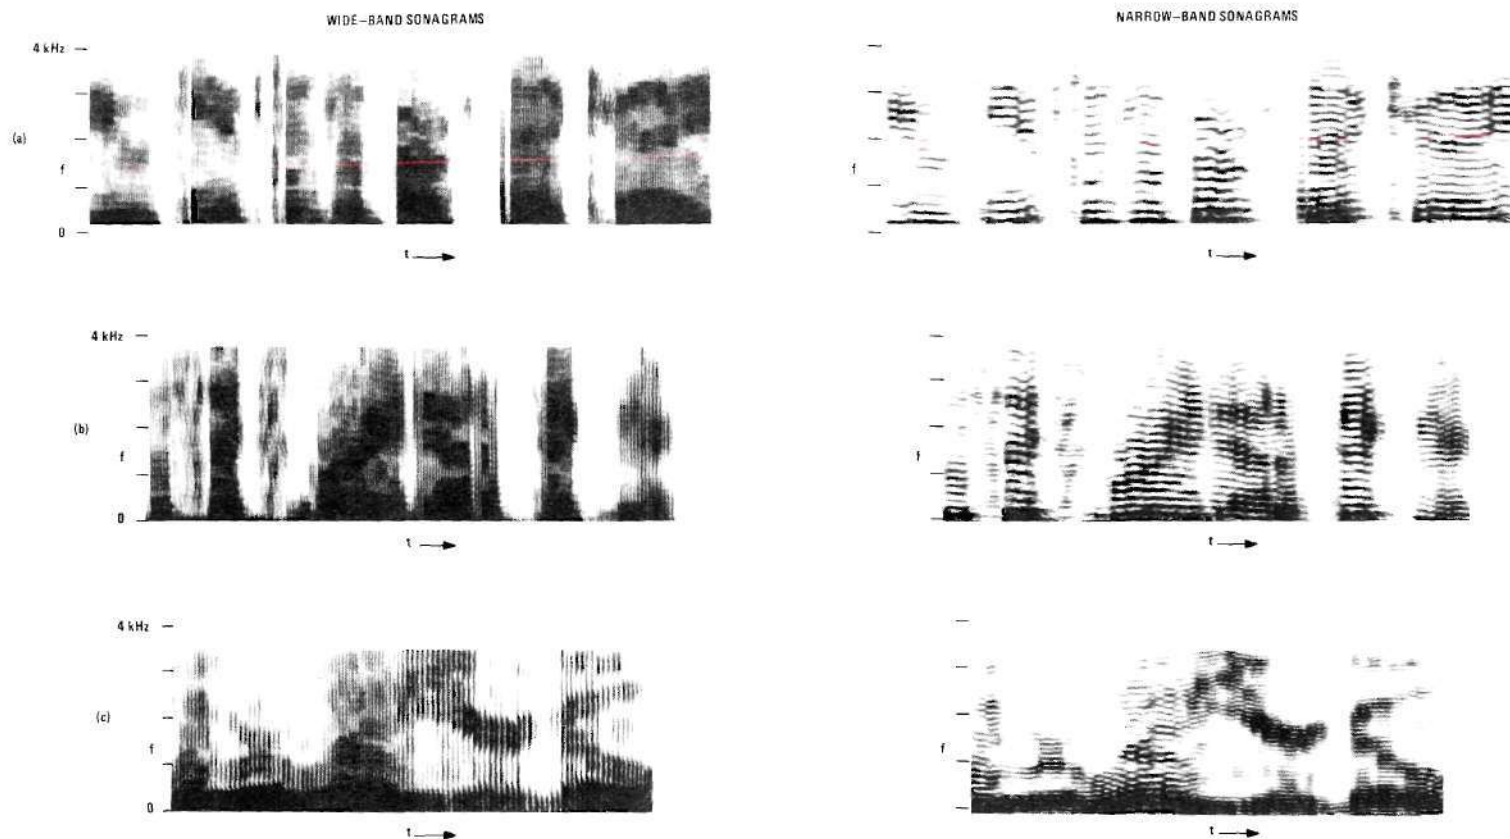 WIDE-BAND SONAGRAMS
NARROW-BAND SONAGRAMS
4 kHz
(a)
f
f
0
t
t
4 kHz
(b)
f
f
0
t
t
4 kHz
(c)
f
f
0
t
t